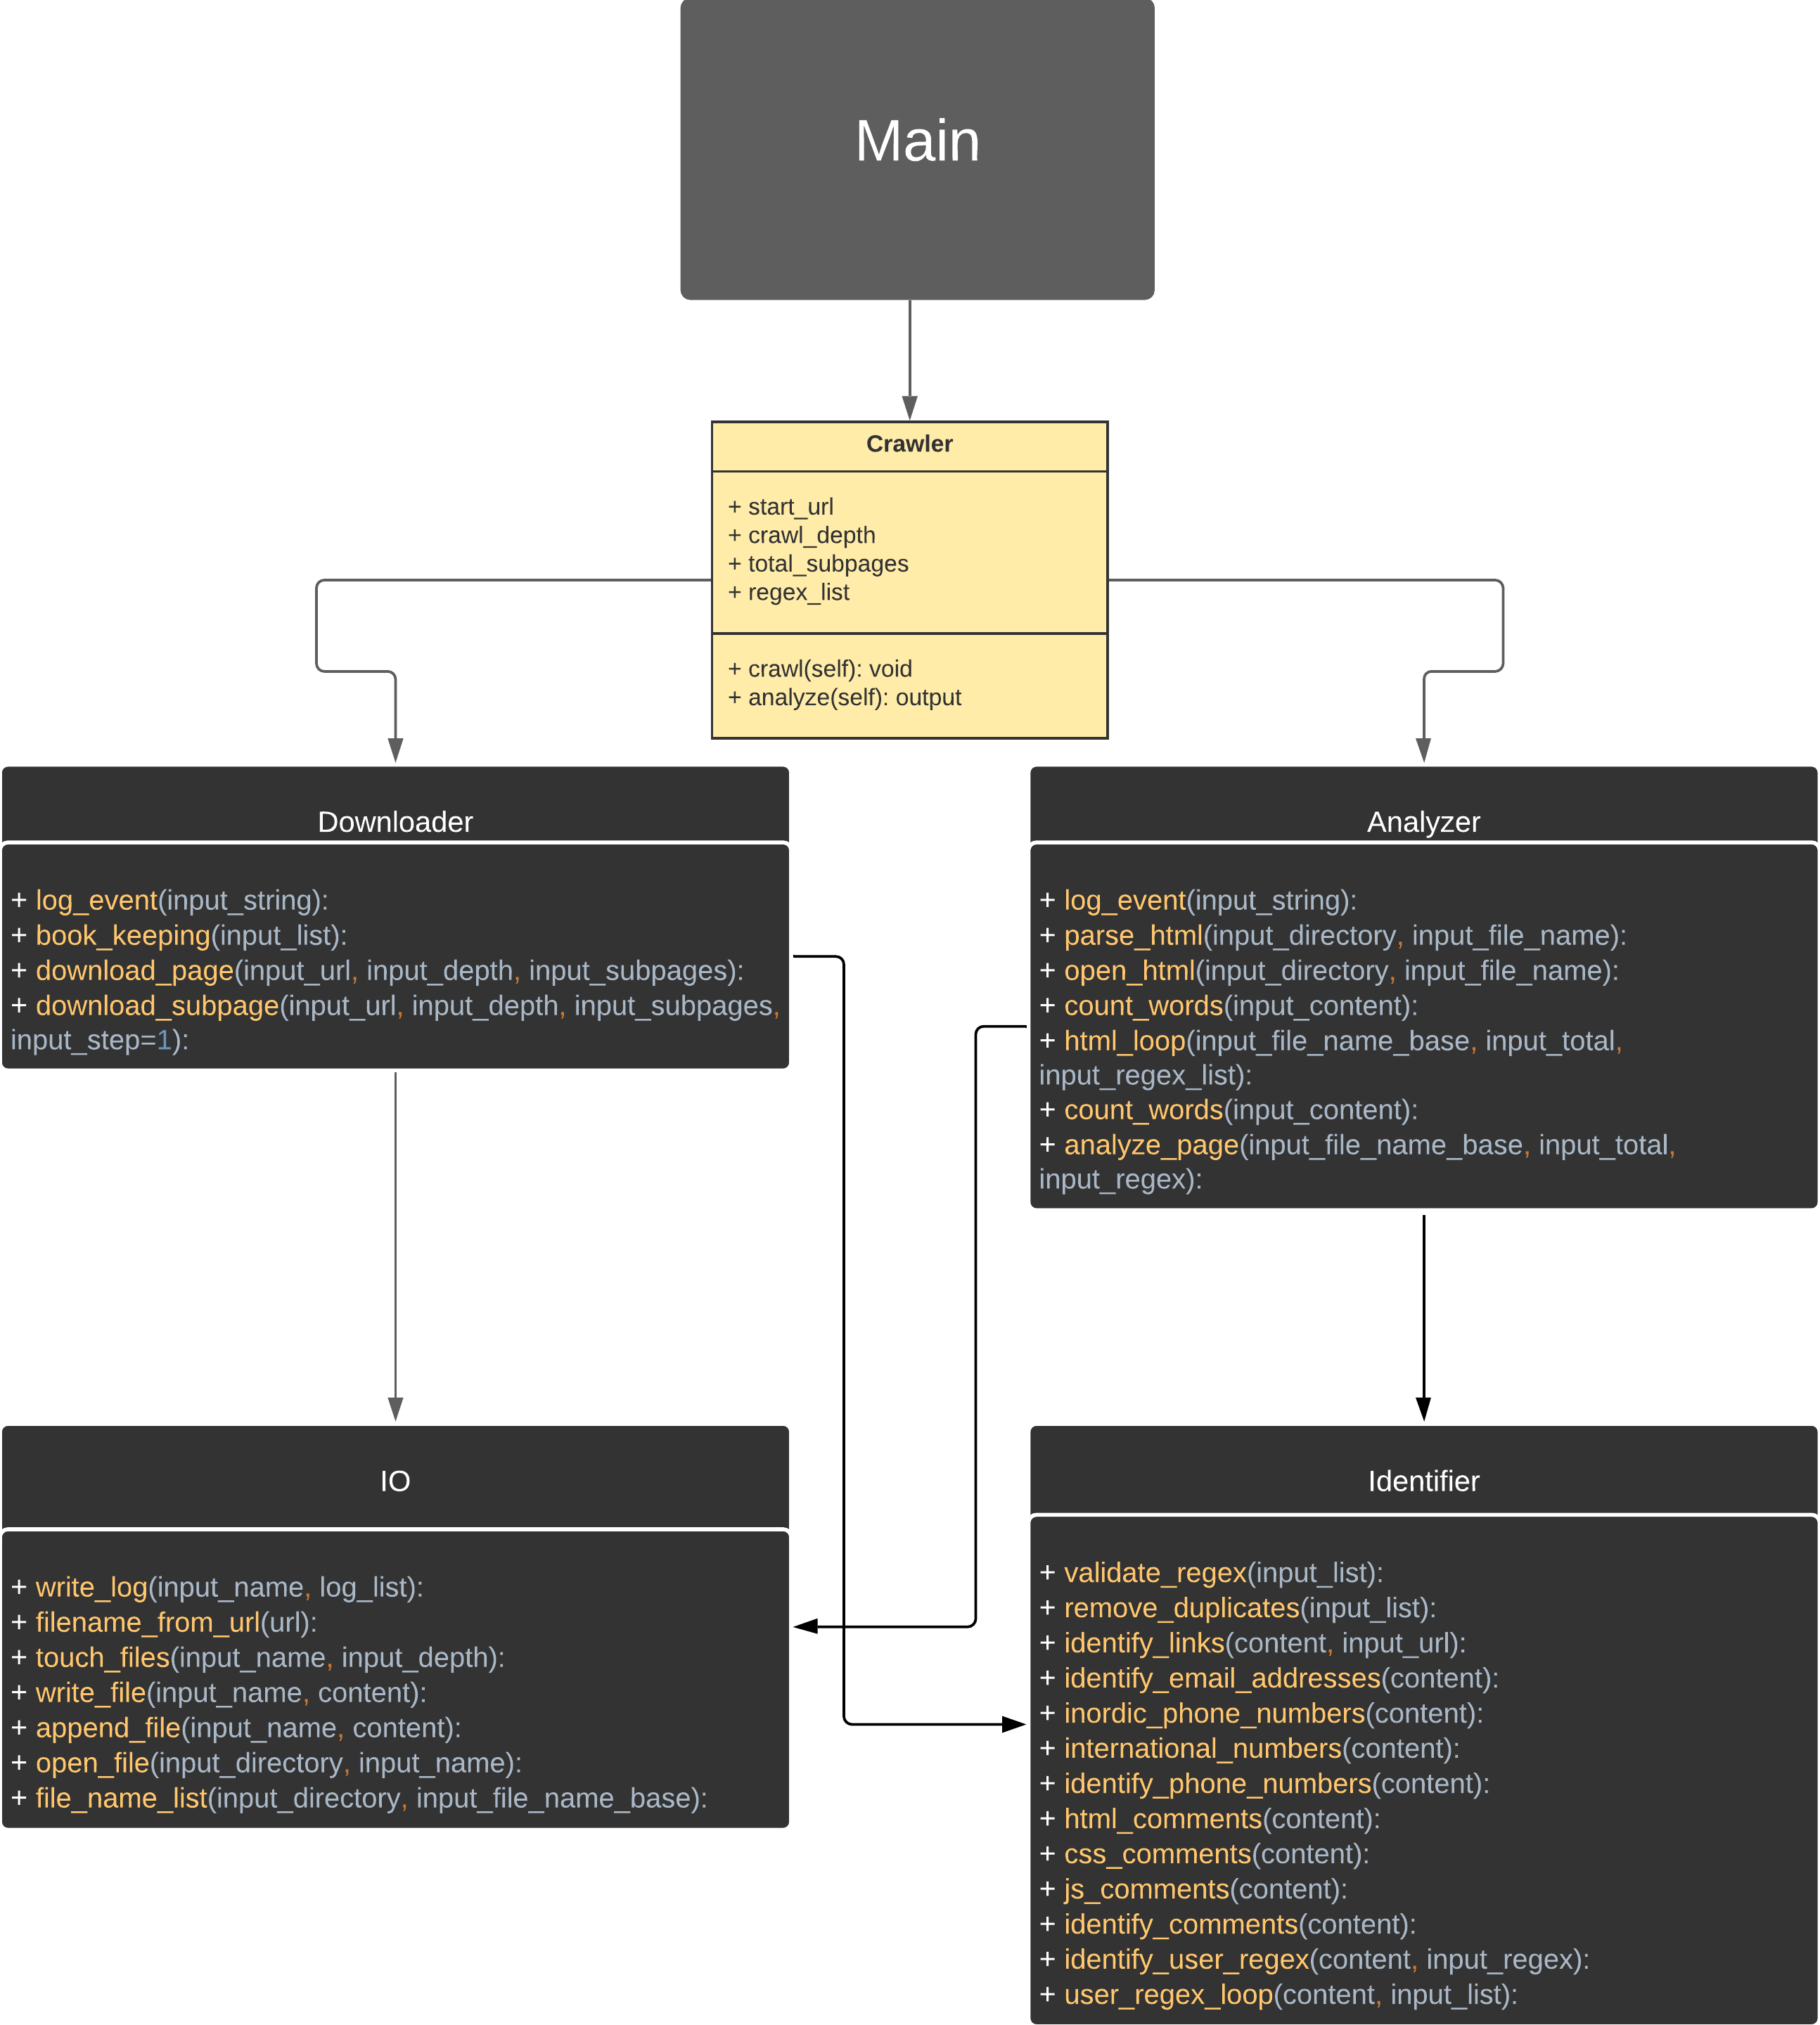 Main
Crawler
+ start_url
+ crawl_depth
+ total_subpages
+ regex_list
+ crawl(self): void
+ analyze(self): output
Downloader
+ log_event(input_string):
+ book_keeping(input_list):
+ download_page(input_url, input_depth, input_subpages):
+ download_subpage(input_url, input_depth, input_subpages,
input_step=1):
Analyzer
+ log_event(input_string):
+ parse_html(input_directory, input_file_name):
+ open_html(input_directory, input_file_name):
+ count_words(input_content):
+ html_loop(input_file_name_base, input_total,
input_regex_list):
+ count_words(input_content):
+ analyze_page(input_file_name_base, input_total,
input_regex):
IO
+ write_log(input_name, log_list):
+ filename_from_url(url):
+ touch_files(input_name, input_depth):
+ write_file(input_name, content):
+ append_file(input_name, content):
+ open_file(input_directory, input_name):
+ file_name_list(input_directory, input_file_name_base):
Identifier
+ validate_regex(input_list):
+ remove_duplicates(input_list):
+ identify_links(content, input_url):
+ identify_email_addresses(content):
+ inordic_phone_numbers(content):
+ international_numbers(content):
+ identify_phone_numbers(content):
+ html_comments(content):
+ css_comments(content):
+ js_comments(content):
+ identify_comments(content):
+ identify_user_regex(content, input_regex):
+ user_regex_loop(content, input_list):